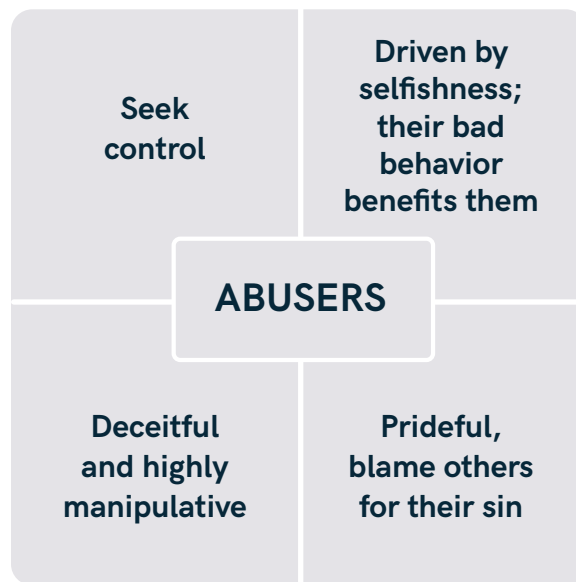 Seek
control
Driven by
selfishness;
their bad
behavior
benefits them
ABUSERS
Deceitful
and highly
manipulative
Prideful,
blame others
for their sin